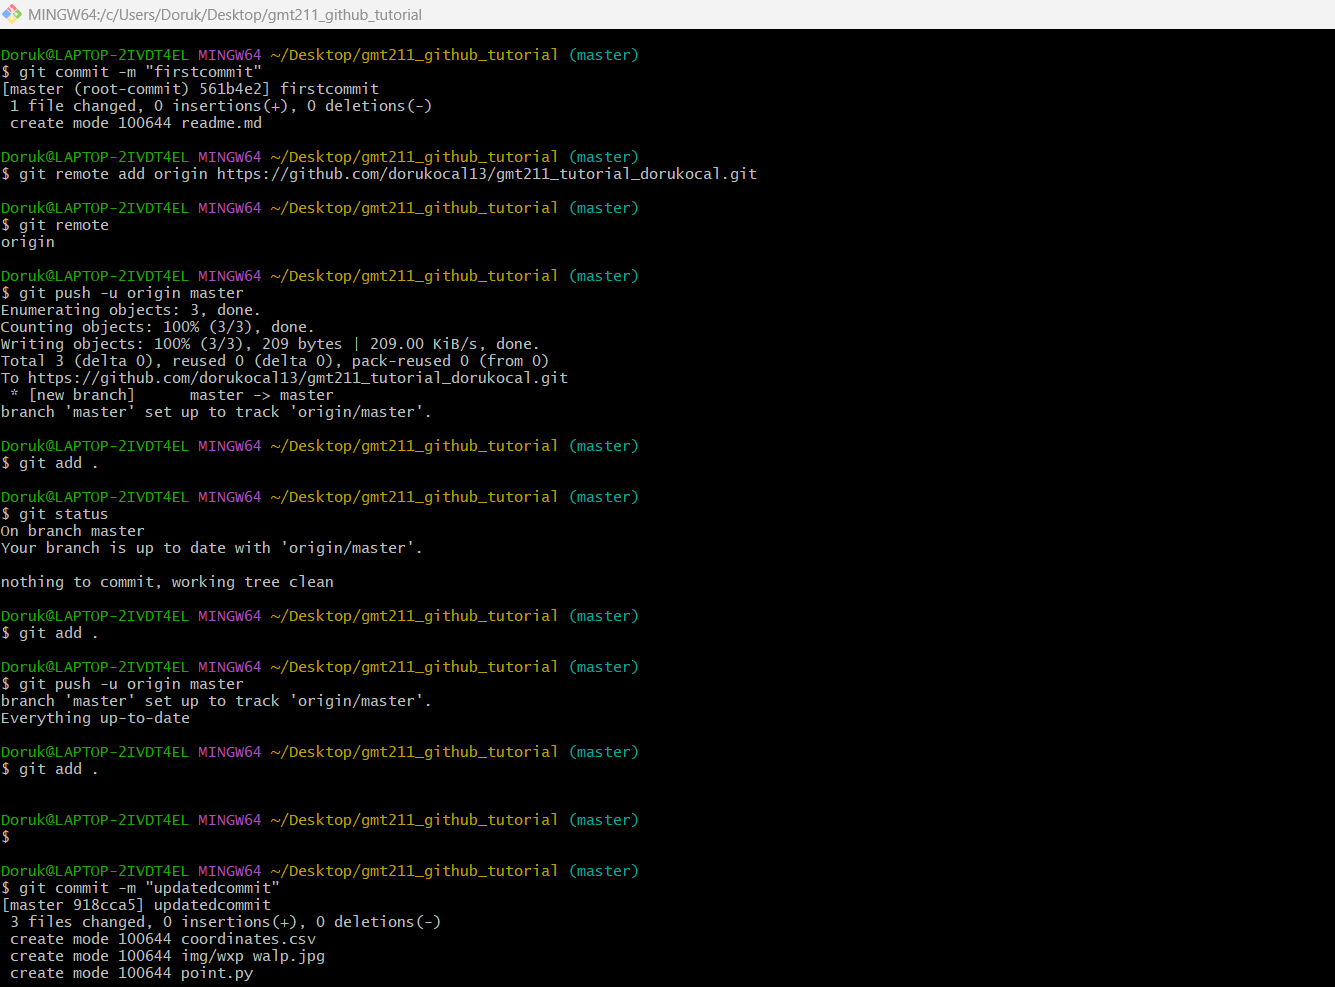 MINGW64:/c/Users/Doruk/Desktop/gmt211_github_tutorial
Doruk@LAPTOP-2IVDT4EL MINGW64 ~/Desktop/gmt211_github_tutorial (master)
$ git commit -m "firstcommit"
[master (root-commit) 561b4e2] firstcommit
 1 file changed, 0 insertions(+), 0 deletions(-)
 create mode 100644 readme.md
Doruk@LAPTOP-2IVDT4EL MINGW64 ~/Desktop/gmt211_github_tutorial (master)
$ git remote add origin https://github.com/dorukocal13/gmt211_tutorial_dorukocal.git
Doruk@LAPTOP-2IVDT4EL MINGW64 ~/Desktop/gmt211_github_tutorial (master)
$ git remote
origin
Doruk@LAPTOP-2IVDT4EL MINGW64 ~/Desktop/gmt211_github_tutorial (master)
$ git push -u origin master
Enumerating objects: 3, done.
Counting objects: 100% (3/3), done.
Writing objects: 100% (3/3), 209 bytes | 209.00 KiB/s, done.
Total 3 (delta 0), reused 0 (delta 0), pack-reused 0 (from 0)
To https://github.com/dorukocal13/gmt211_tutorial_dorukocal.git
 * [new branch]      master -> master
branch 'master' set up to track 'origin/master'.
Doruk@LAPTOP-2IVDT4EL MINGW64 ~/Desktop/gmt211_github_tutorial (master)
$ git add .
Doruk@LAPTOP-2IVDT4EL MINGW64 ~/Desktop/gmt211_github_tutorial (master)
$ git status
On branch master
Your branch is up to date with 'origin/master'.
nothing to commit, working tree clean
Doruk@LAPTOP-2IVDT4EL MINGW64 ~/Desktop/gmt211_github_tutorial (master)
$ git add .
Doruk@LAPTOP-2IVDT4EL MINGW64 ~/Desktop/gmt211_github_tutorial (master)
$ git push -u origin master
branch 'master' set up to track 'origin/master'.
Everything up-to-date
Doruk@LAPTOP-2IVDT4EL MINGW64 ~/Desktop/gmt211_github_tutorial (master)
$ git add .
Doruk@LAPTOP-2IVDT4EL MINGW64 ~/Desktop/gmt211_github_tutorial (master)
$
Doruk@LAPTOP-2IVDT4EL MINGW64 ~/Desktop/gmt211_github_tutorial (master)
$ git commit -m "updatedcommit"
[master 918cca5] updatedcommit
 3 files changed, 0 insertions(+), 0 deletions(-)
 create mode 100644 coordinates.csv
 create mode 100644 img/wxp walp.jpg
 create mode 100644 point.py